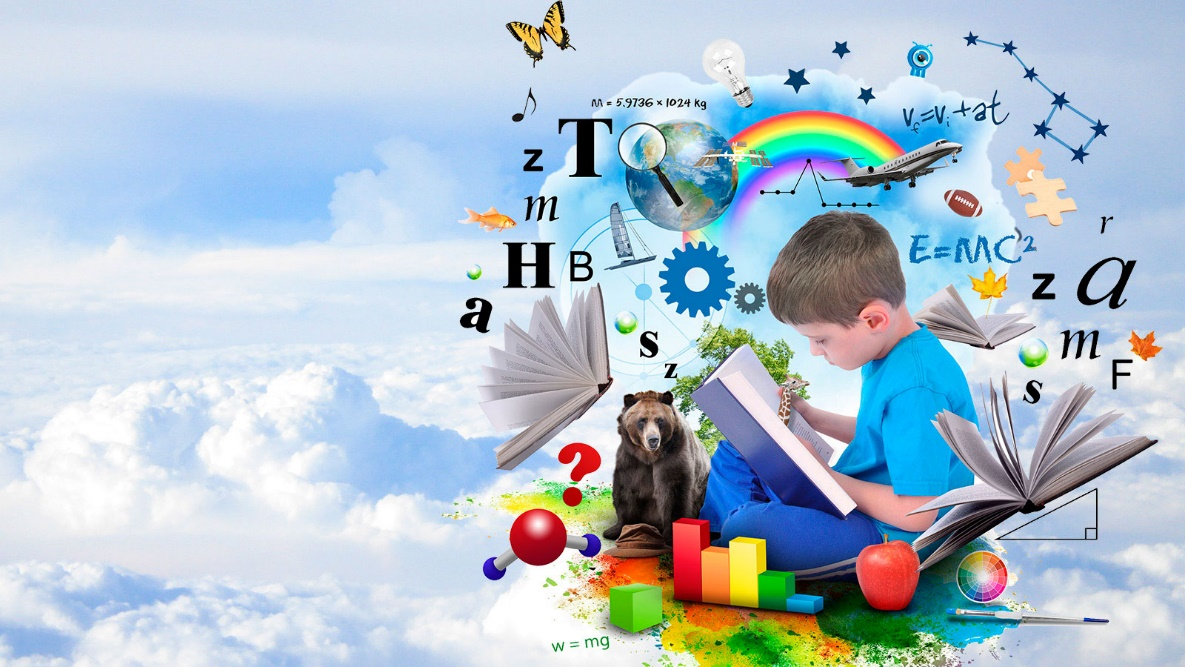 M = 5.9736 × 1024 kg
v_f=v_i+at
T
z
m
r
H
B
E=MC²
z
a
a
m
F
s
z
s
w = mg